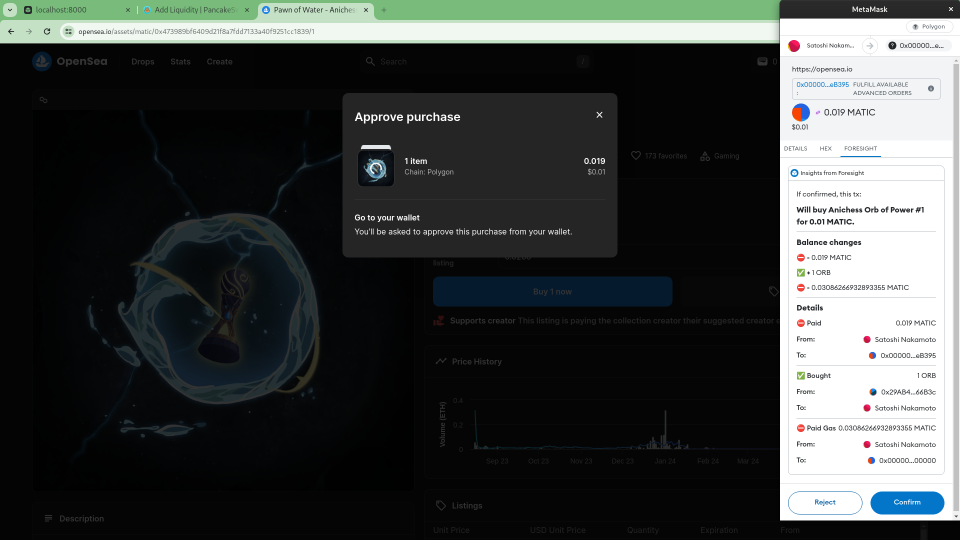 localhost:8000
Add Liquidity | PancakeS
Pawn of Water - Aniches
opensea.io/assets/matic/0x473989bf6409d21f8a7fdd7133a40f9251cc1839/1
OpenSea
Drops
Stats
Create
Search
/
0
173 favorites
Gaming
Approve purchase
1 item
0.019
Chain: Polygon
$0.01
Go to your wallet
You'll be asked to approve this purchase from your wallet.
listing
Buy 1 now
Supports creator This listing is paying the collection creator their suggested creator e
Price History
Volume (ETH)
0.4
0.2
0
Sep 23
Oct 23
Nov 23
Dec 23
Jan 24
Feb 24
Mar 24
Listings
Unit Price
USD Unit Price
Quantity
Expiration
From
Description
MetaMask
Polygon
Satoshi Nakam...
0x00000...e...
https://opensea.io
0x00000...eB395
:
FULFILL AVAILABLE
ADVANCED ORDERS
0.019 MATIC
$0.01
DETAILS
HEX
FORESIGHT
Insights from Foresight
If confirmed, this tx:
Will buy Anichess Orb of Power #1
for 0.01 MATIC.
Balance changes
- 0.019 MATIC
+ 1 ORB
- 0.03086266932893355 MATIC
Details
Paid
0.019 MATIC
From:
Satoshi Nakamoto
To:
0x00000...eB395
Bought
1 ORB
From:
0x29AB4...66B3c
To:
Satoshi Nakamoto
Paid Gas
0.03086266932893355 MATIC
From:
Satoshi Nakamoto
To:
0x00000...00000
Reject
Confirm